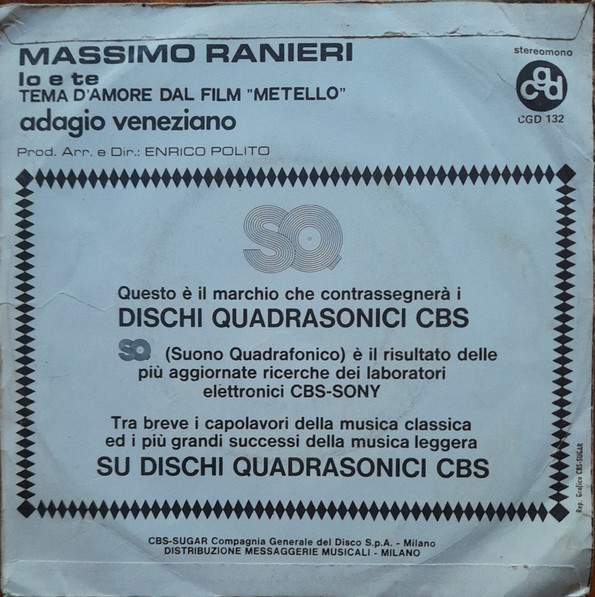 MASSIMO RANIERI
stereomono
Io e te
TEMA D'AMORE DAL FILM "METELLO"
cgd
adagio veneziano
CGD 132
Prod. Arr. e Dir.: ENRICO POLITO
SQ
Questo è il marchio che contrassegnerà i
DISCHI QUADRASONICI CBS
SQ (Suono Quadrafonico) è il risultato delle
più aggiornate ricerche dei laboratori
elettronici CBS-SONY
Tra breve i capolavori della musica classica
ed i più grandi successi della musica leggera
SU DISCHI QUADRASONICI CBS
Rep. Grafico CBS-SUGAR
CBS-SUGAR Compagnia Generale del Disco S.p.A. - Milano
DISTRIBUZIONE MESSAGGERIE MUSICALI - MILANO